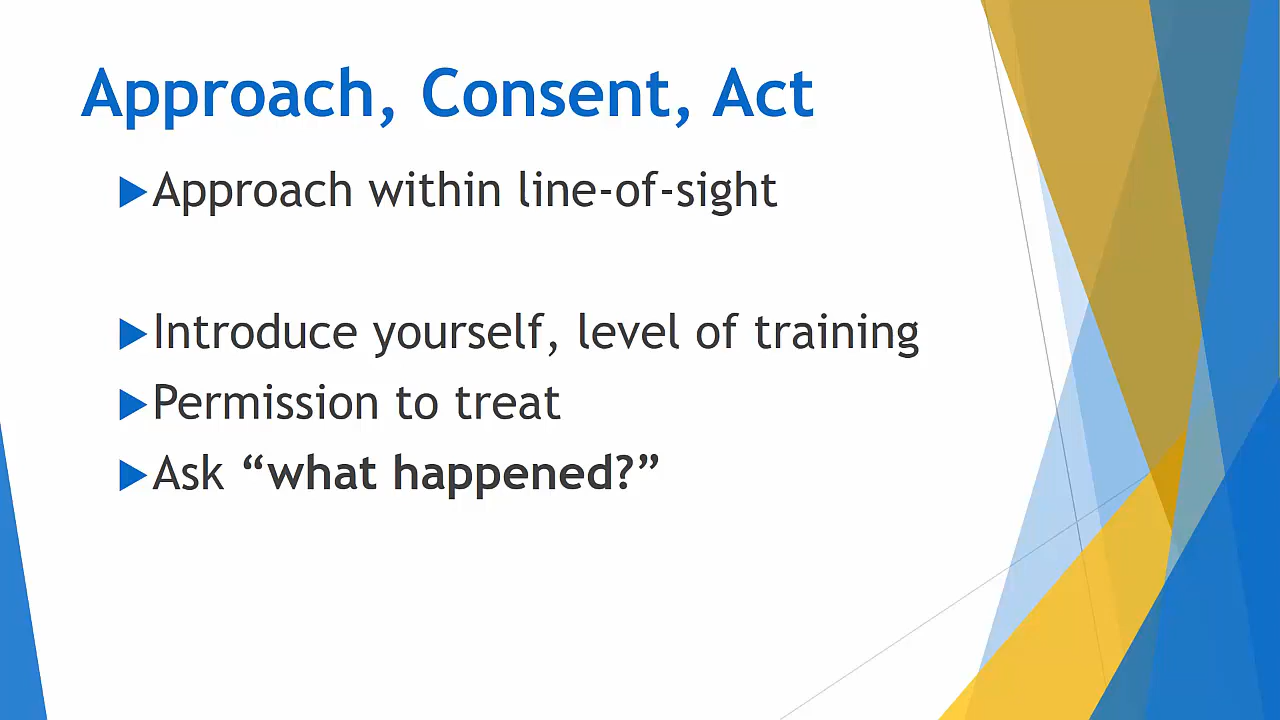 Approach, Consent, Act
Approach within line-of-sight
Introduce yourself, level of training
Permission to treat
Ask “what happened?”